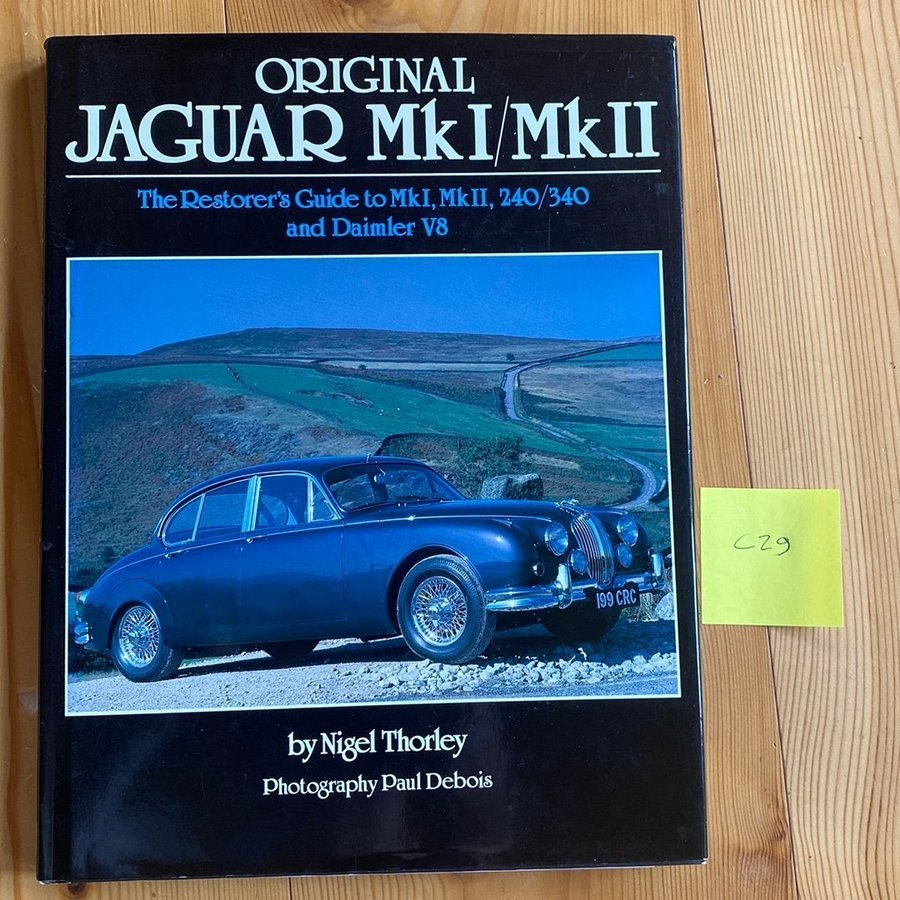 ORIGINAL
JAGUAR MkI/MkII
The Restorer's Guide to MkI, MkII, 240/340
and Daimler V8
199 CRC
by Nigel Thorley
Photography Paul Debois
C29